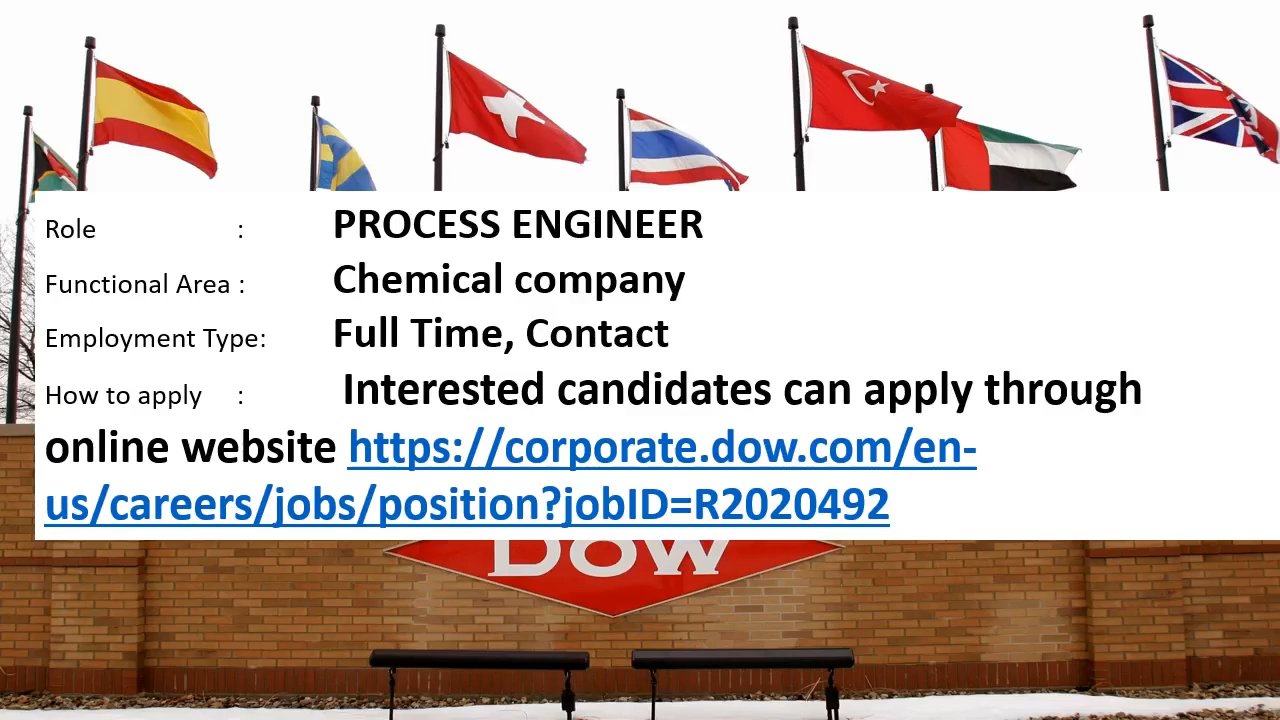 Role : PROCESS ENGINEER
Functional Area : Chemical company
Employment Type: Full Time, Contact
How to apply : Interested candidates can apply through
online website https://corporate.dow.com/en-
us/careers/jobs/position?jobID=R2020492
DOW